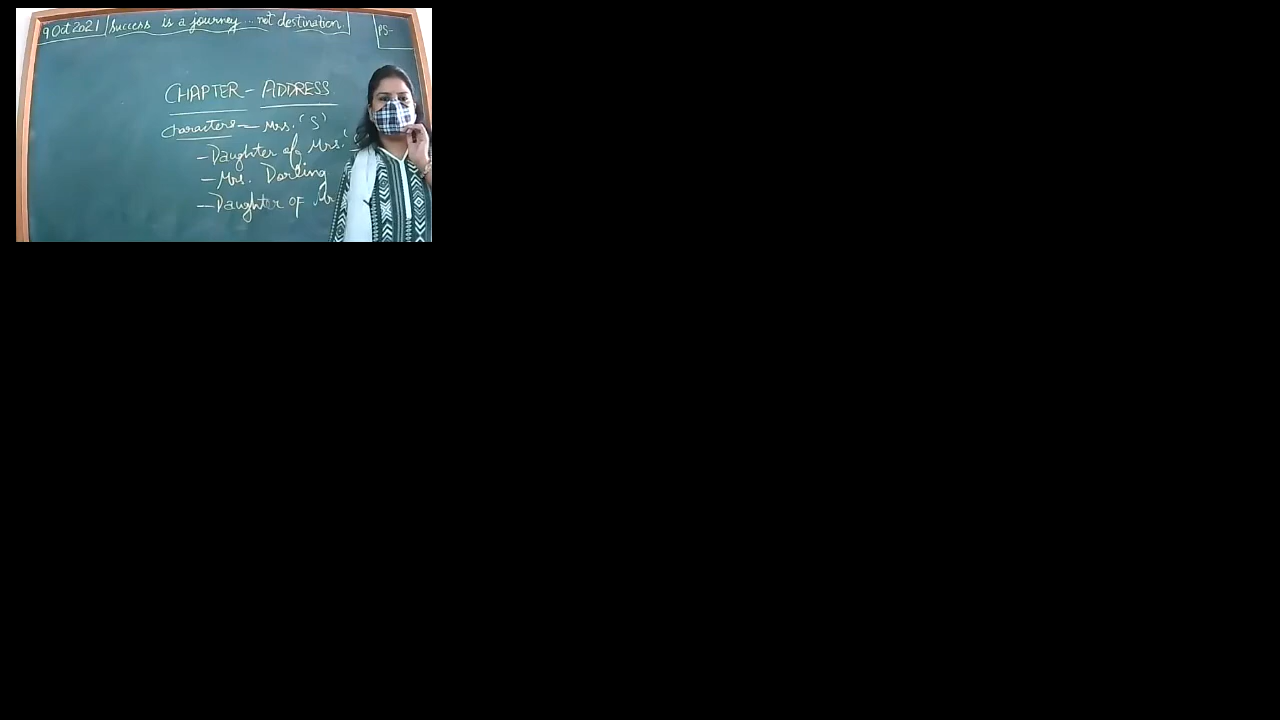 9 Oct 2021 Success is a journey... not destination. PS-
CHAPTER - ADDRESS
Characters - Mrs. 'S'
- Daughter of Mrs. 'S
- Mrs. Dorling
- Daughter of Mr